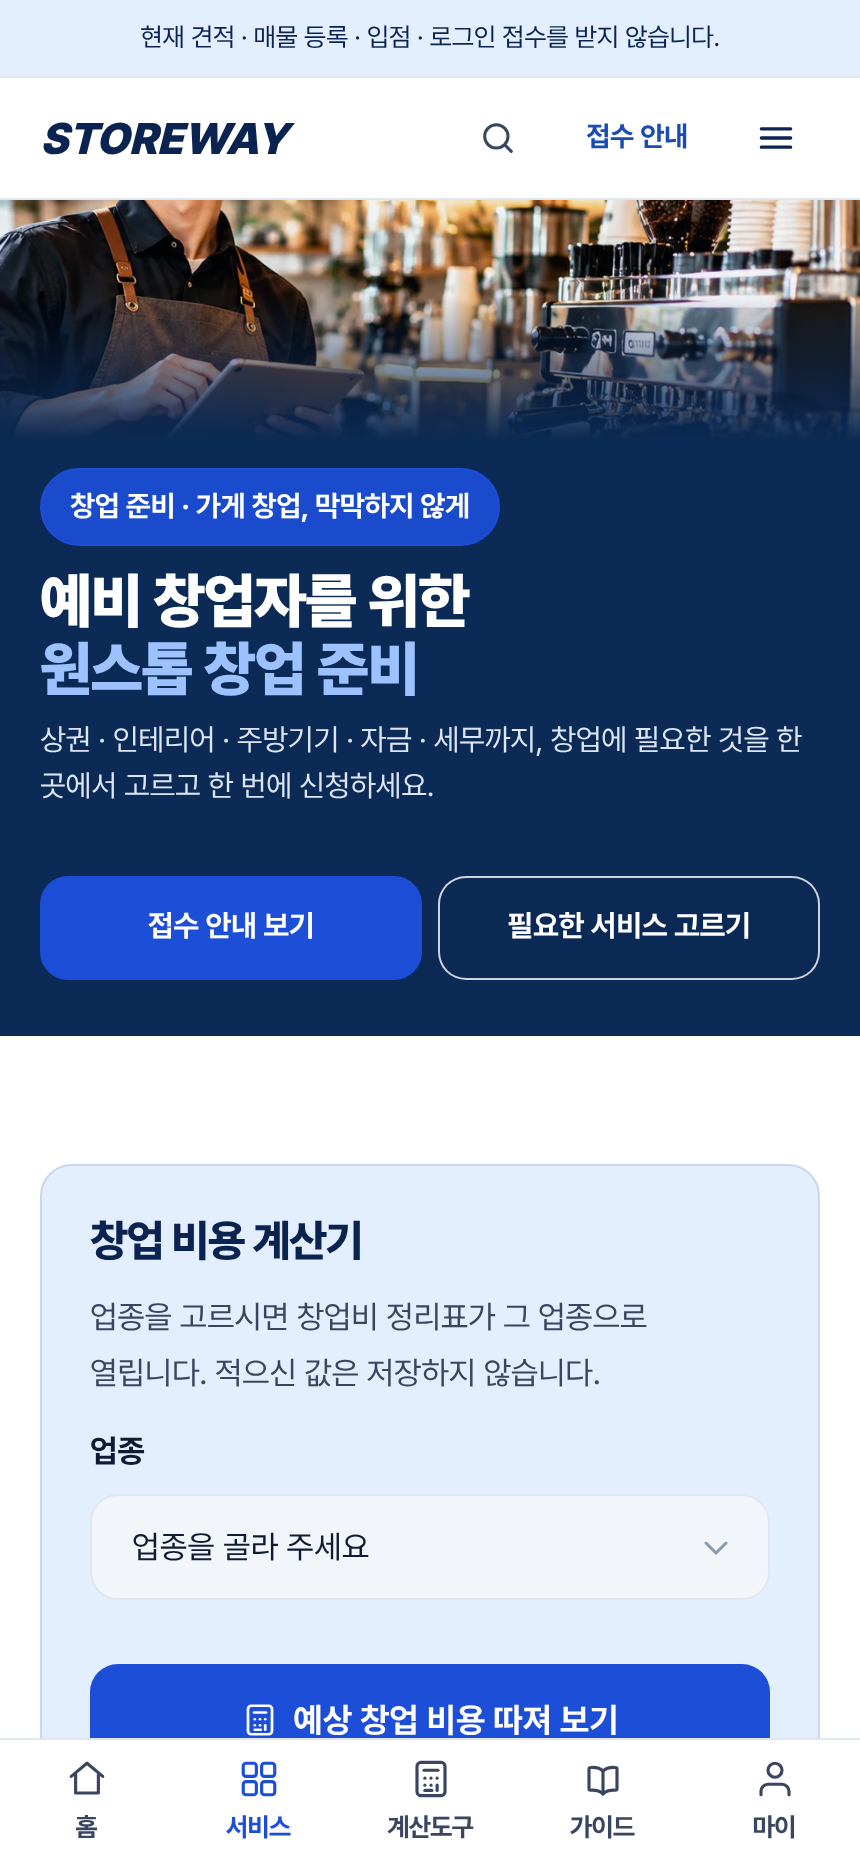 현재 견적 · 매물 등록 · 입점 · 로그인 접수를 받지 않습니다.
STOREWAY
접수 안내
창업 준비 · 가게 창업, 막막하지 않게
예비 창업자를 위한
원스톱 창업 준비
상권 · 인테리어 · 주방기기 · 자금 · 세무까지, 창업에 필요한 것을 한
곳에서 고르고 한 번에 신청하세요.
접수 안내 보기
필요한 서비스 고르기
창업 비용 계산기
업종을 고르시면 창업비 정리표가 그 업종으로
열립니다. 적으신 값은 저장하지 않습니다.
업종
업종을 골라 주세요
예상 창업 비용 따져 보기
홈
서비스
계산도구
가이드
마이